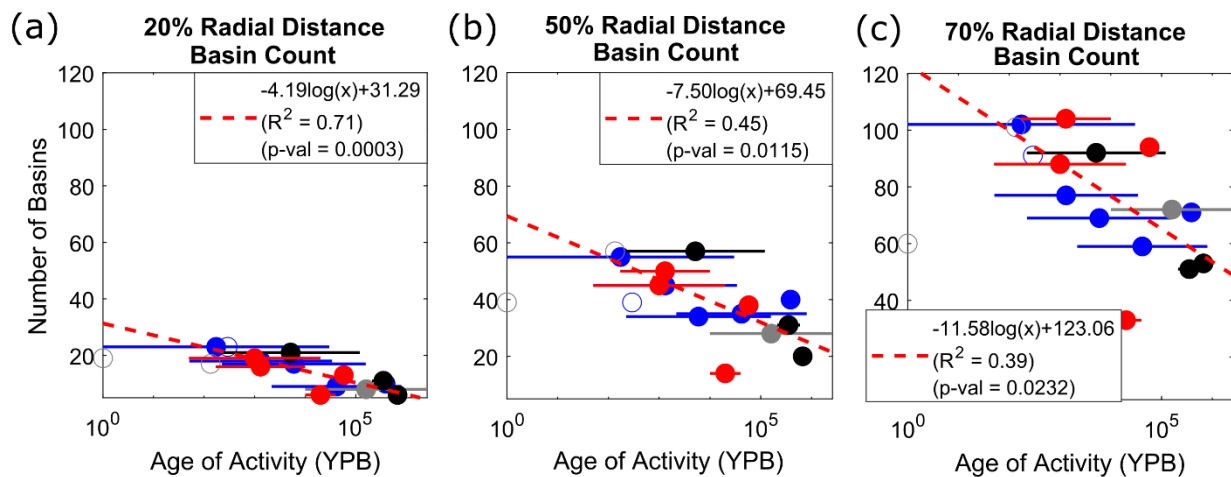 (a)
20% Radial Distance
Basin Count
-4.19log(x)+31.29
(R² = 0.71)
(p-val = 0.0003)
Number of Basins
120
100
80
60
40
20
10⁰
10⁵
Age of Activity (YPB)
(b)
50% Radial Distance
Basin Count
-7.50log(x)+69.45
(R² = 0.45)
(p-val = 0.0115)
120
100
80
60
40
20
10⁰
10⁵
Age of Activity (YPB)
(c)
70% Radial Distance
Basin Count
120
100
80
60
40
-11.58log(x)+123.06
(R² = 0.39)
(p-val = 0.0232)
10⁰
10⁵
Age of Activity (YPB)